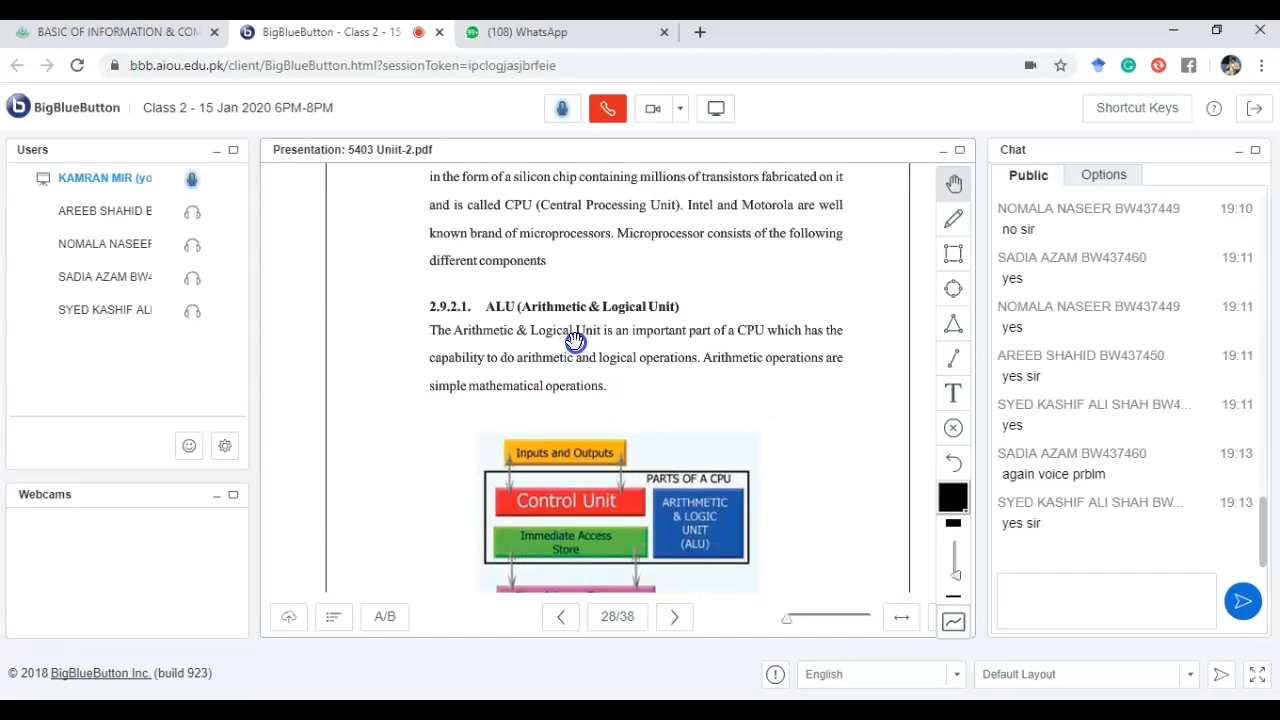 BASIC OF INFORMATION & COM
BigBlueButton - Class 2 - 15
(108) WhatsApp
bbb.aiou.edu.pk/client/BigBlueButton.html?sessionToken=ipclogjasjbrfeie
BigBlueButton
Class 2 - 15 Jan 2020 6PM-8PM
Shortcut Keys
Users
KAMRAN MIR (yo
AREEB SHAHID B
NOMALA NASEEF
SADIA AZAM BW4
SYED KASHIF ALI
Webcams
Presentation: 5403 Uniit-2.pdf
in the form of a silicon chip containing millions of transistors fabricated on it
and is called CPU (Central Processing Unit). Intel and Motorola are well
known brand of microprocessors. Microprocessor consists of the following
different components
2.9.2.1. ALU (Arithmetic & Logical Unit)
The Arithmetic & Logical Unit is an important part of a CPU which has the
capability to do arithmetic and logical operations. Arithmetic operations are
simple mathematical operations.
Inputs and Outputs
PARTS OF A CPU
Control Unit
ARITHMETIC
& LOGIC
UNIT
(ALU)
Immediate Access
Store
A/B
28/38
T
Chat
Public
Options
NOMALA NASEER BW437449 19:10
no sir
SADIA AZAM BW437460 19:11
yes
NOMALA NASEER BW437449 19:11
yes
AREEB SHAHID BW437450 19:11
yes sir
SYED KASHIF ALI SHAH BW4... 19:11
yes
SADIA AZAM BW437460 19:13
again voice prblm
SYED KASHIF ALI SHAH BW... 19:13
yes sir
© 2018 BigBlueButton Inc. (build 923)
English
Default Layout